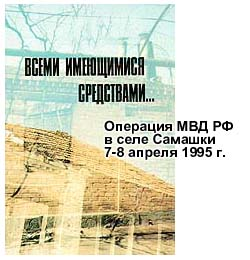 ВСЕМИ ИМЕЮЩИМИСЯ
СРЕДСТВАМИ...
Операция МВД РФ
в селе Самашки
7-8 апреля 1995 г.